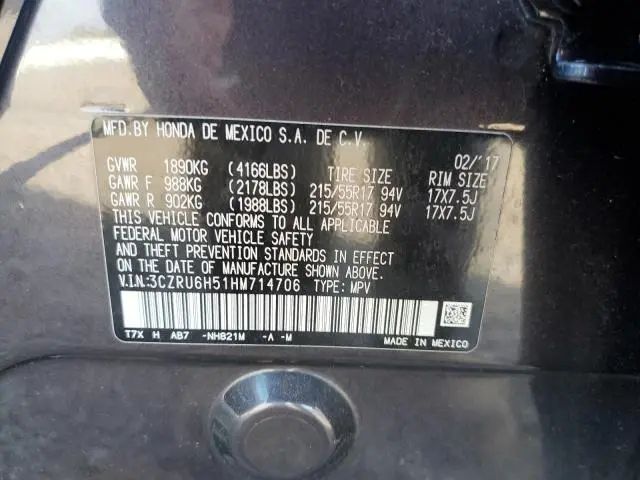 MFD.BY HONDA DE MEXICO S.A. DE C.V.
02/'17
GVWR 1890KG (4166LBS) TIRE SIZE RIM SIZE
GAWR F 988KG (2178LBS) 215/55R17 94V 17X7.5J
GAWR R 902KG (1988LBS) 215/55R17 94V 17X7.5J
THIS VEHICLE CONFORMS TO ALL APPLICABLE
FEDERAL MOTOR VEHICLE SAFETY
AND THEFT PREVENTION STANDARDS IN EFFECT
ON THE DATE OF MANUFACTURE SHOWN ABOVE.
V.I.N.:3CZRU6H51HM714706 TYPE: MPV
T7X H AB7 -NH821M -A -M MADE IN MEXICO